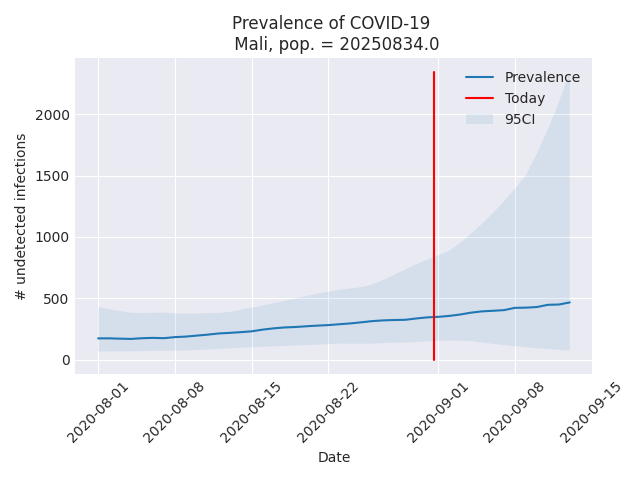 Prevalence of COVID-19
Mali, pop. = 20250834.0
Prevalence
Today
95CI
2000
1500
1000
500
0
# undetected infections
2020-08-01
2020-08-08
2020-08-15
2020-08-22
2020-09-01
2020-09-08
2020-09-15
Date